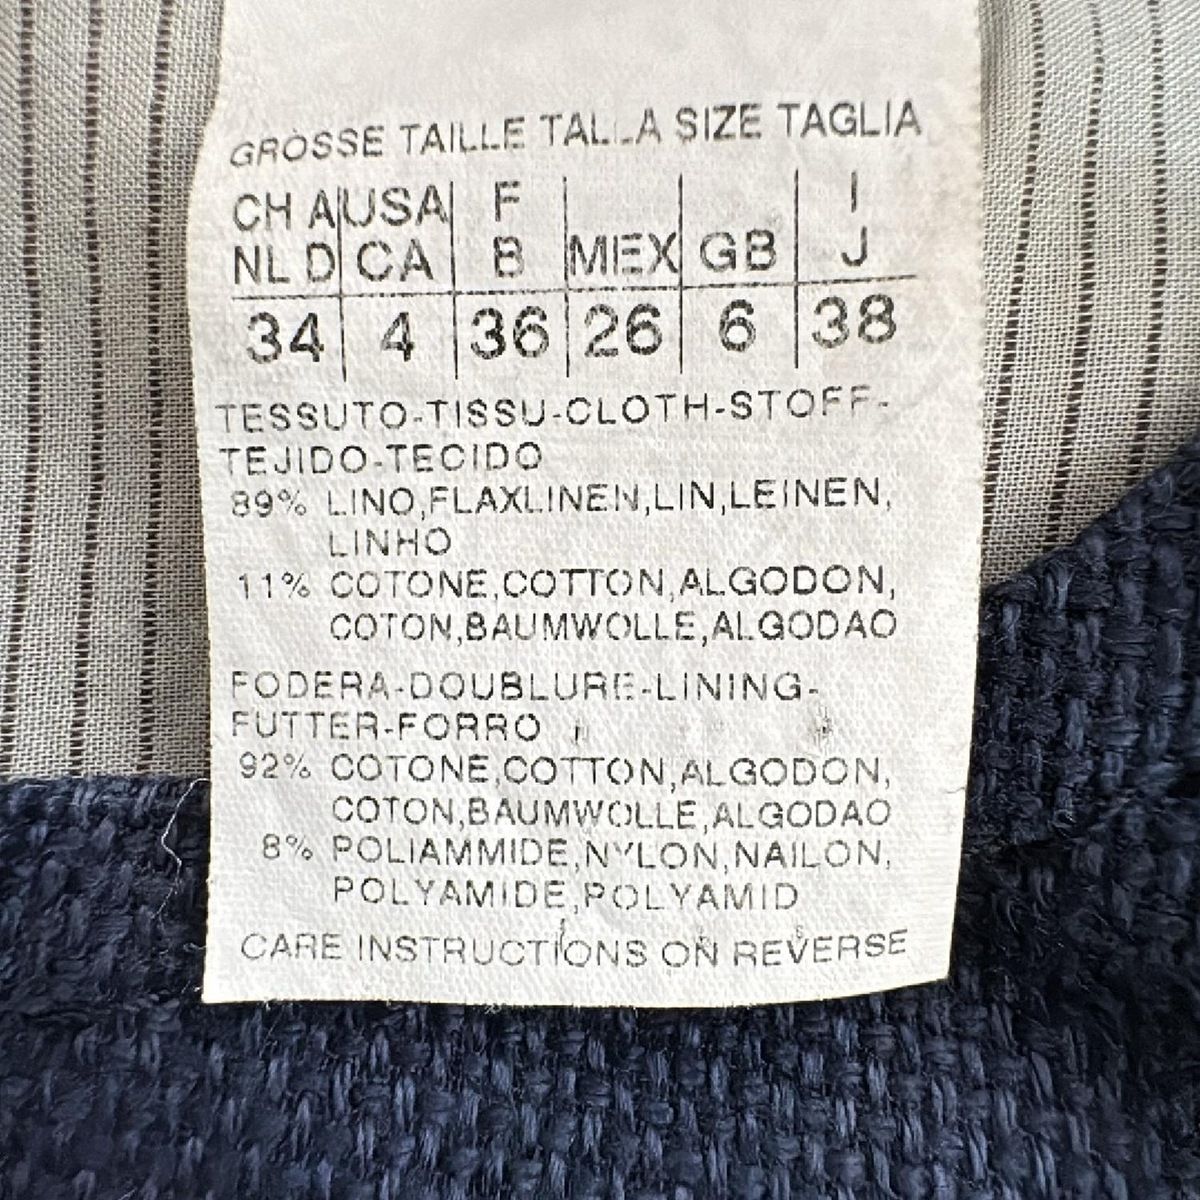 GROSSE TAILLE TALLA SIZE TAGLIA
CH A USA F I
NL D CA B MEX GB J
34 4 36 26 6 38
TESSUTO-TISSU-CLOTH-STOFF-
TEJIDO-TECIDO
89% LINO,FLAXLINEN,LIN,LEINEN,
LINHO
11% COTONE,COTTON,ALGODON,
COTON,BAUMWOLLE,ALGODAO
FODERA-DOUBLURE-LINING-
FUTTER-FORRO
92% COTONE,COTTON,ALGODON,
COTON,BAUMWOLLE,ALGODAO
8% POLIAMMIDE,NYLON,NAILON,
POLYAMIDE,POLYAMID
CARE INSTRUCTIONS ON REVERSE